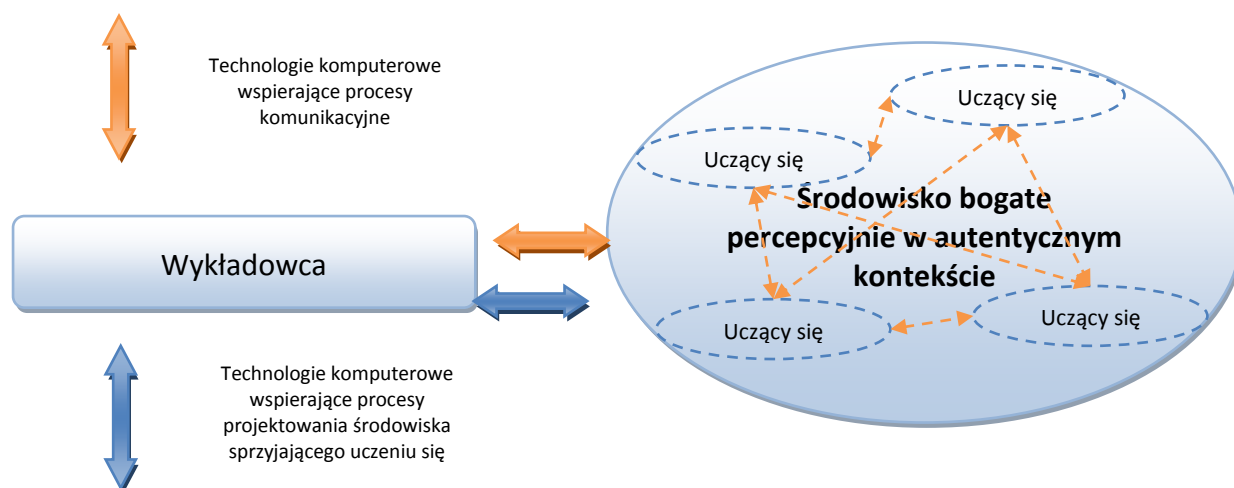 Technologie komputerowe
wspierające procesy
komunikacyjne
Wykładowca
Technologie komputerowe
wspierające procesy
projektowania środowiska
sprzyjającego uczeniu się
Uczący się
Uczący się
Środowisko bogate
percepcyjnie w autentycznym
kontekście
Uczący się
Uczący się